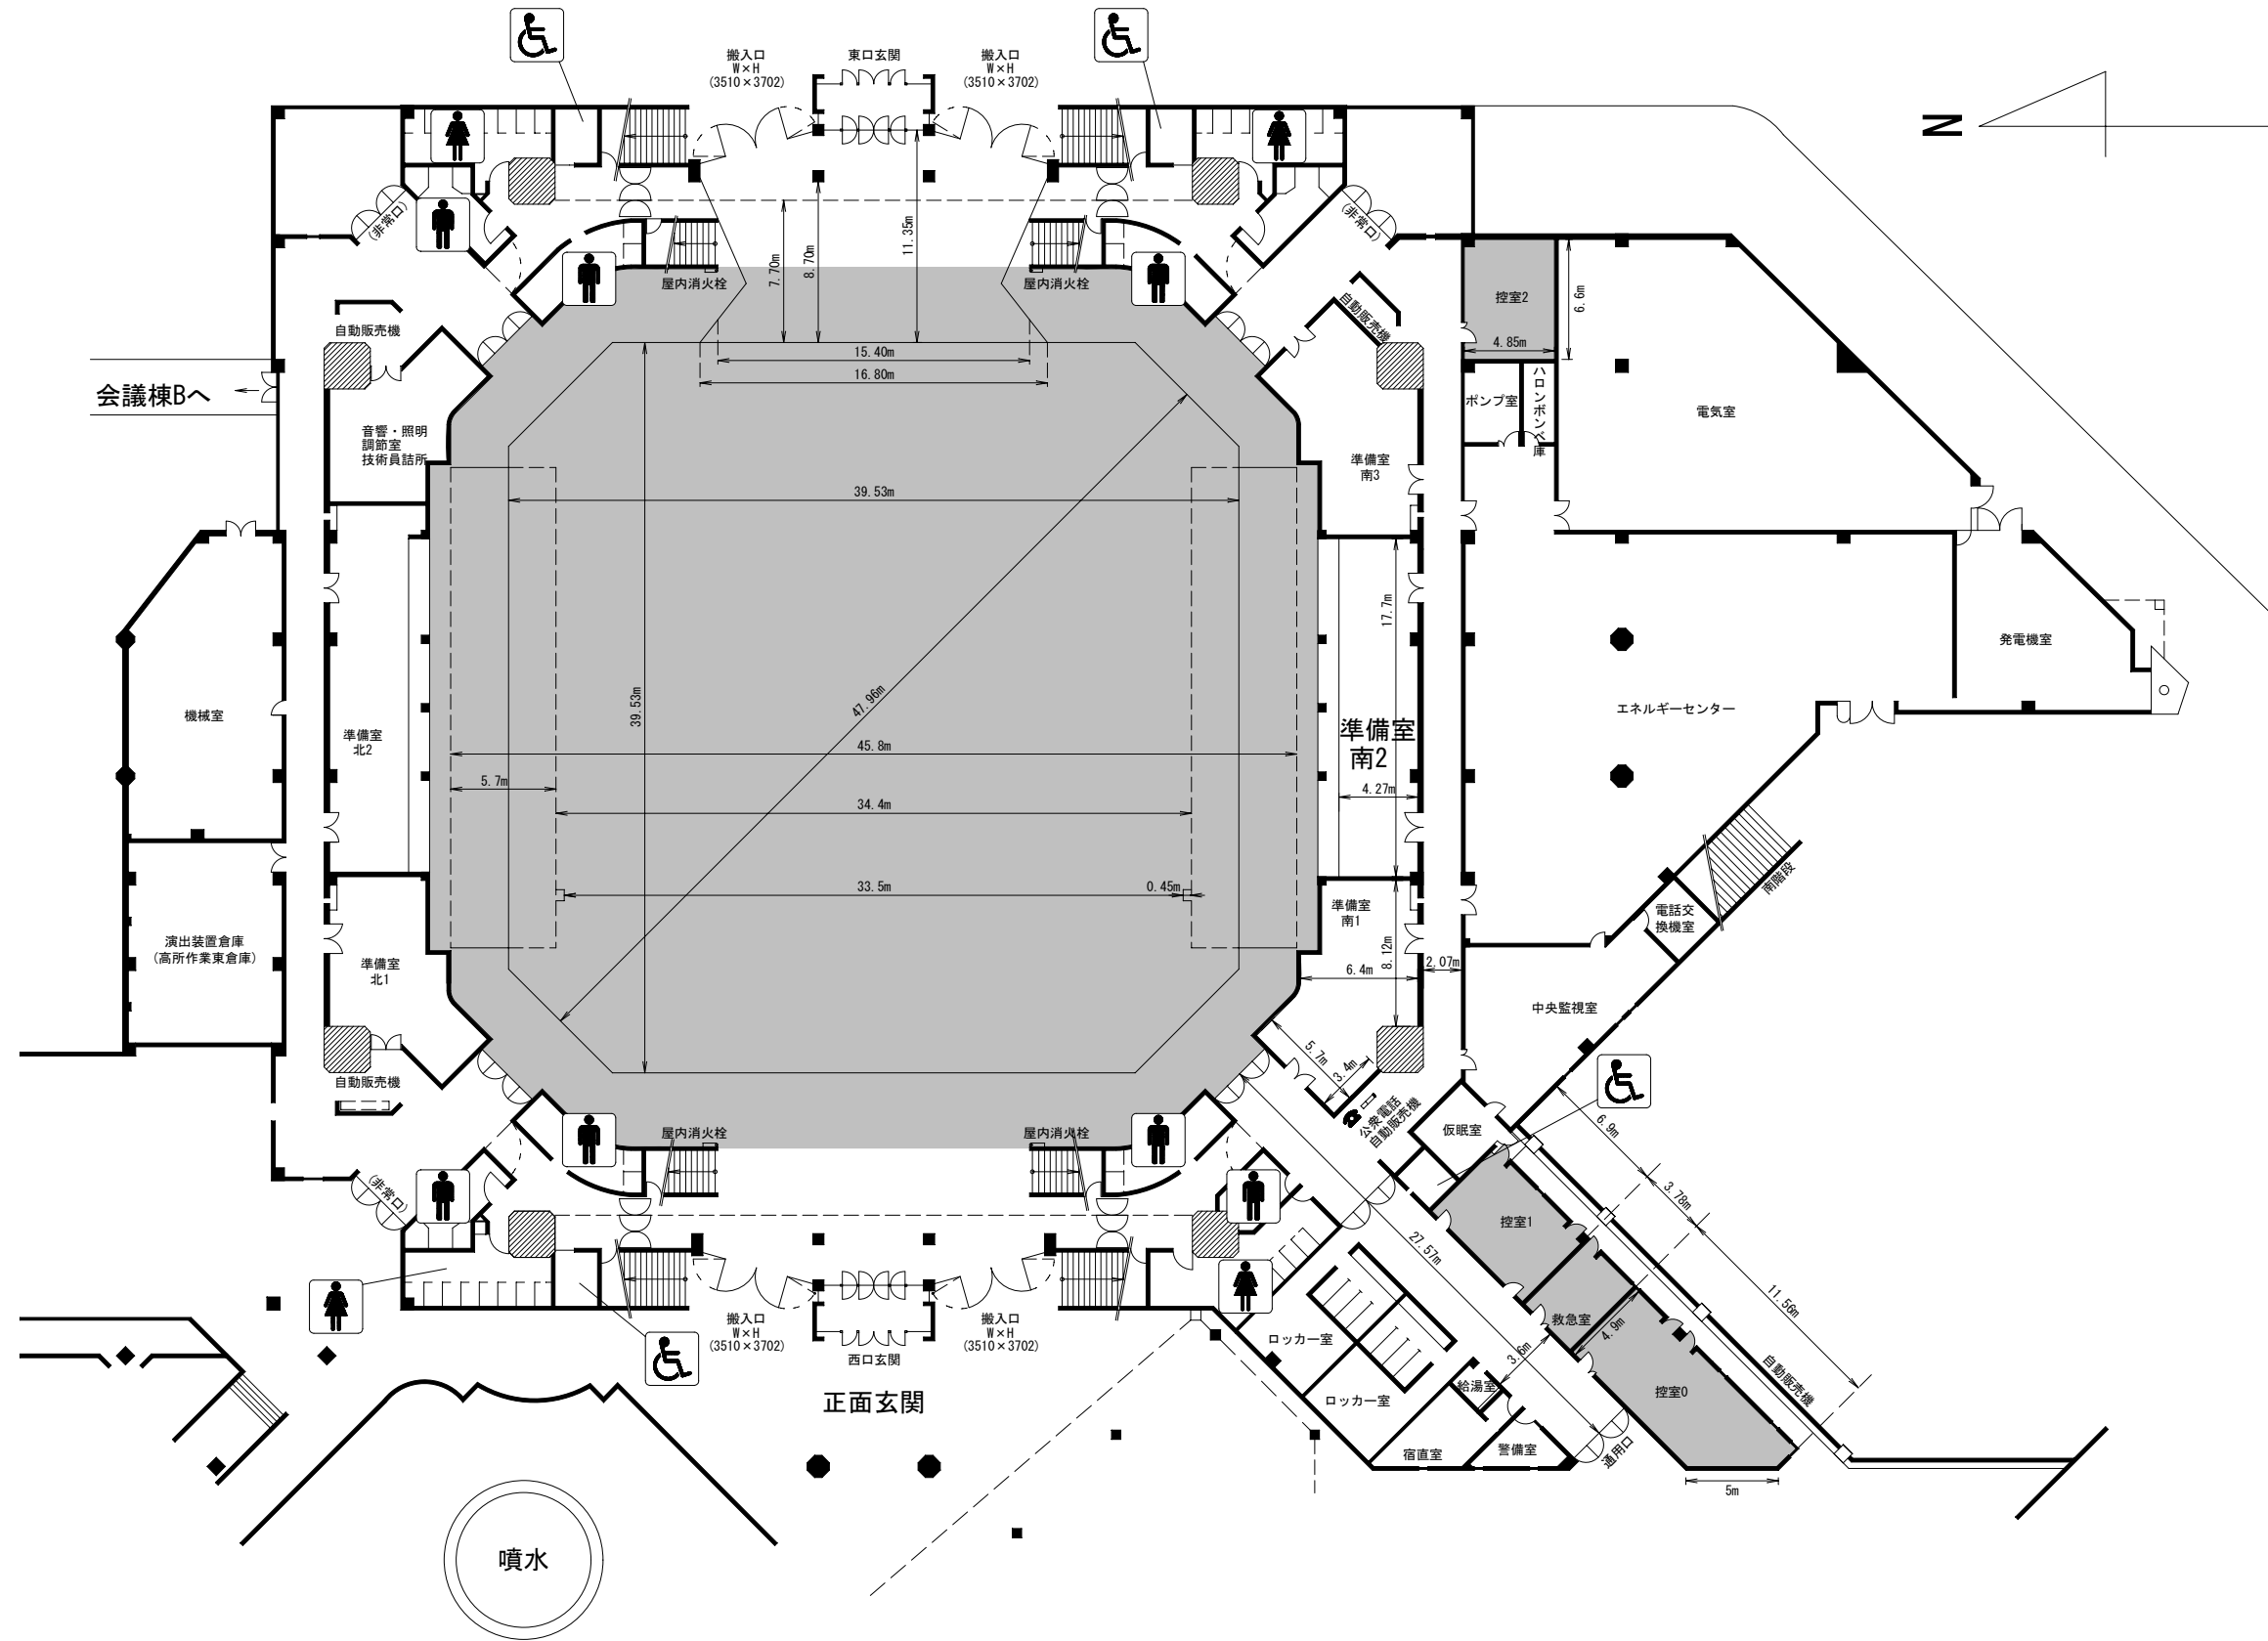 搬入口
W×H
(3510×3702)
東口玄関
搬入口
W×H
(3510×3702)
N
(非常口)
(非常口)
屋内消火栓
7.70m
8.70m
11.35m
屋内消火栓
自動販売機
自動販売機
控室2
6.6m
4.85m
15.40m
16.80m
会議棟Bへ
ポンプ室
ハロンボンベ庫
電気室
音響・照明
調節室
技術員詰所
準備室
南3
39.53m
17.7m
発電機室
39.53m
47.96m
機械室
エネルギーセンター
準備室
北2
45.8m
準備室
南2
5.7m
4.27m
34.4m
33.5m
0.45m
準備室
南1
南階段
電話交
換機室
演出装置倉庫
(高所作業東倉庫)
準備室
北1
8.12m
6.4m
2.07m
中央監視室
5.7m
3.4m
自動販売機
公衆電話
自動販売機
仮眠室
6.9m
屋内消火栓
屋内消火栓
(非常口)
3.78m
控室1
27.57m
11.56m
搬入口
W×H
(3510×3702)
西口玄関
搬入口
W×H
(3510×3702)
ロッカー室
救急室
4.9m
3.6m
自動販売機
正面玄関
ロッカー室
給湯室
控室0
宿直室
警備室
通用口
5m
噴水